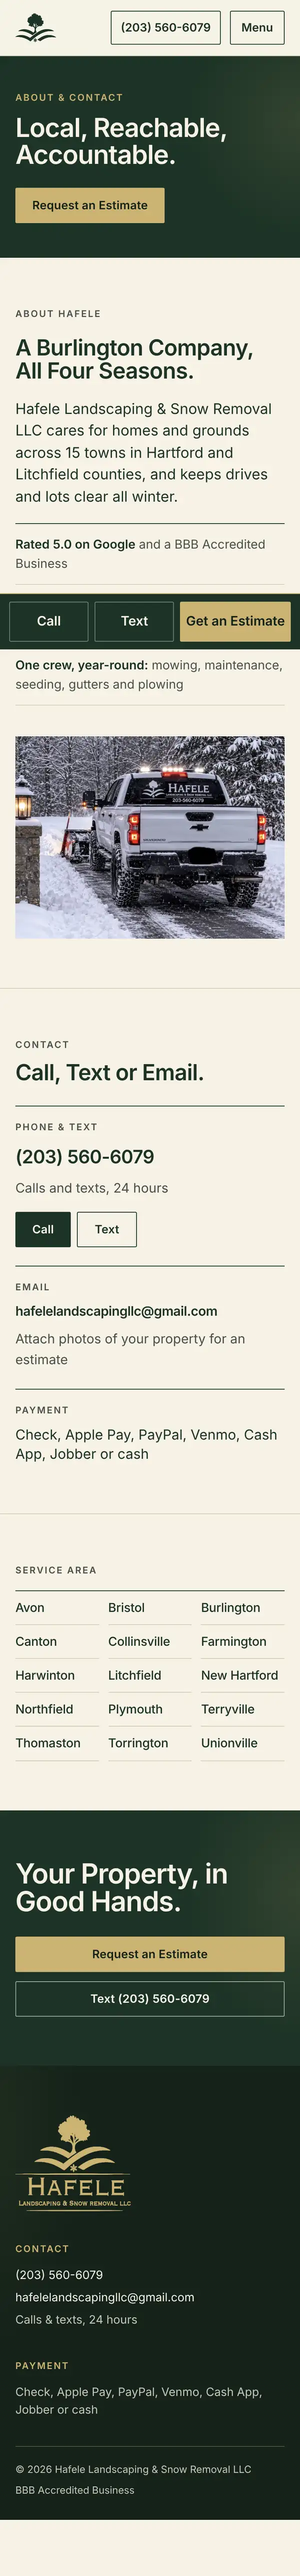 (203) 560-6079
Menu
ABOUT & CONTACT
Local, Reachable,
Accountable.
Request an Estimate
ABOUT HAFELE
A Burlington Company,
All Four Seasons.
Hafele Landscaping & Snow Removal
LLC cares for homes and grounds
across 15 towns in Hartford and
Litchfield counties, and keeps drives
and lots clear all winter.
Rated 5.0 on Google and a BBB Accredited
Business
Call
Text
Get an Estimate
One crew, year-round: mowing, maintenance,
seeding, gutters and plowing
HAFELE
203-560-6079
CONTACT
Call, Text or Email.
PHONE & TEXT
(203) 560-6079
Calls and texts, 24 hours
Call
Text
EMAIL
hafelelandscapingllc@gmail.com
Attach photos of your property for an
estimate
PAYMENT
Check, Apple Pay, PayPal, Venmo, Cash
App, Jobber or cash
SERVICE AREA
Avon Bristol Burlington
Canton Collinsville Farmington
Harwinton Litchfield New Hartford
Northfield Plymouth Terryville
Thomaston Torrington Unionville
Your Property, in
Good Hands.
Request an Estimate
Text (203) 560-6079
HAFELE
LANDSCAPING & SNOW REMOVAL LLC
CONTACT
(203) 560-6079
hafelelandscapingllc@gmail.com
Calls & texts, 24 hours
PAYMENT
Check, Apple Pay, PayPal, Venmo, Cash App,
Jobber or cash
© 2026 Hafele Landscaping & Snow Removal LLC
BBB Accredited Business